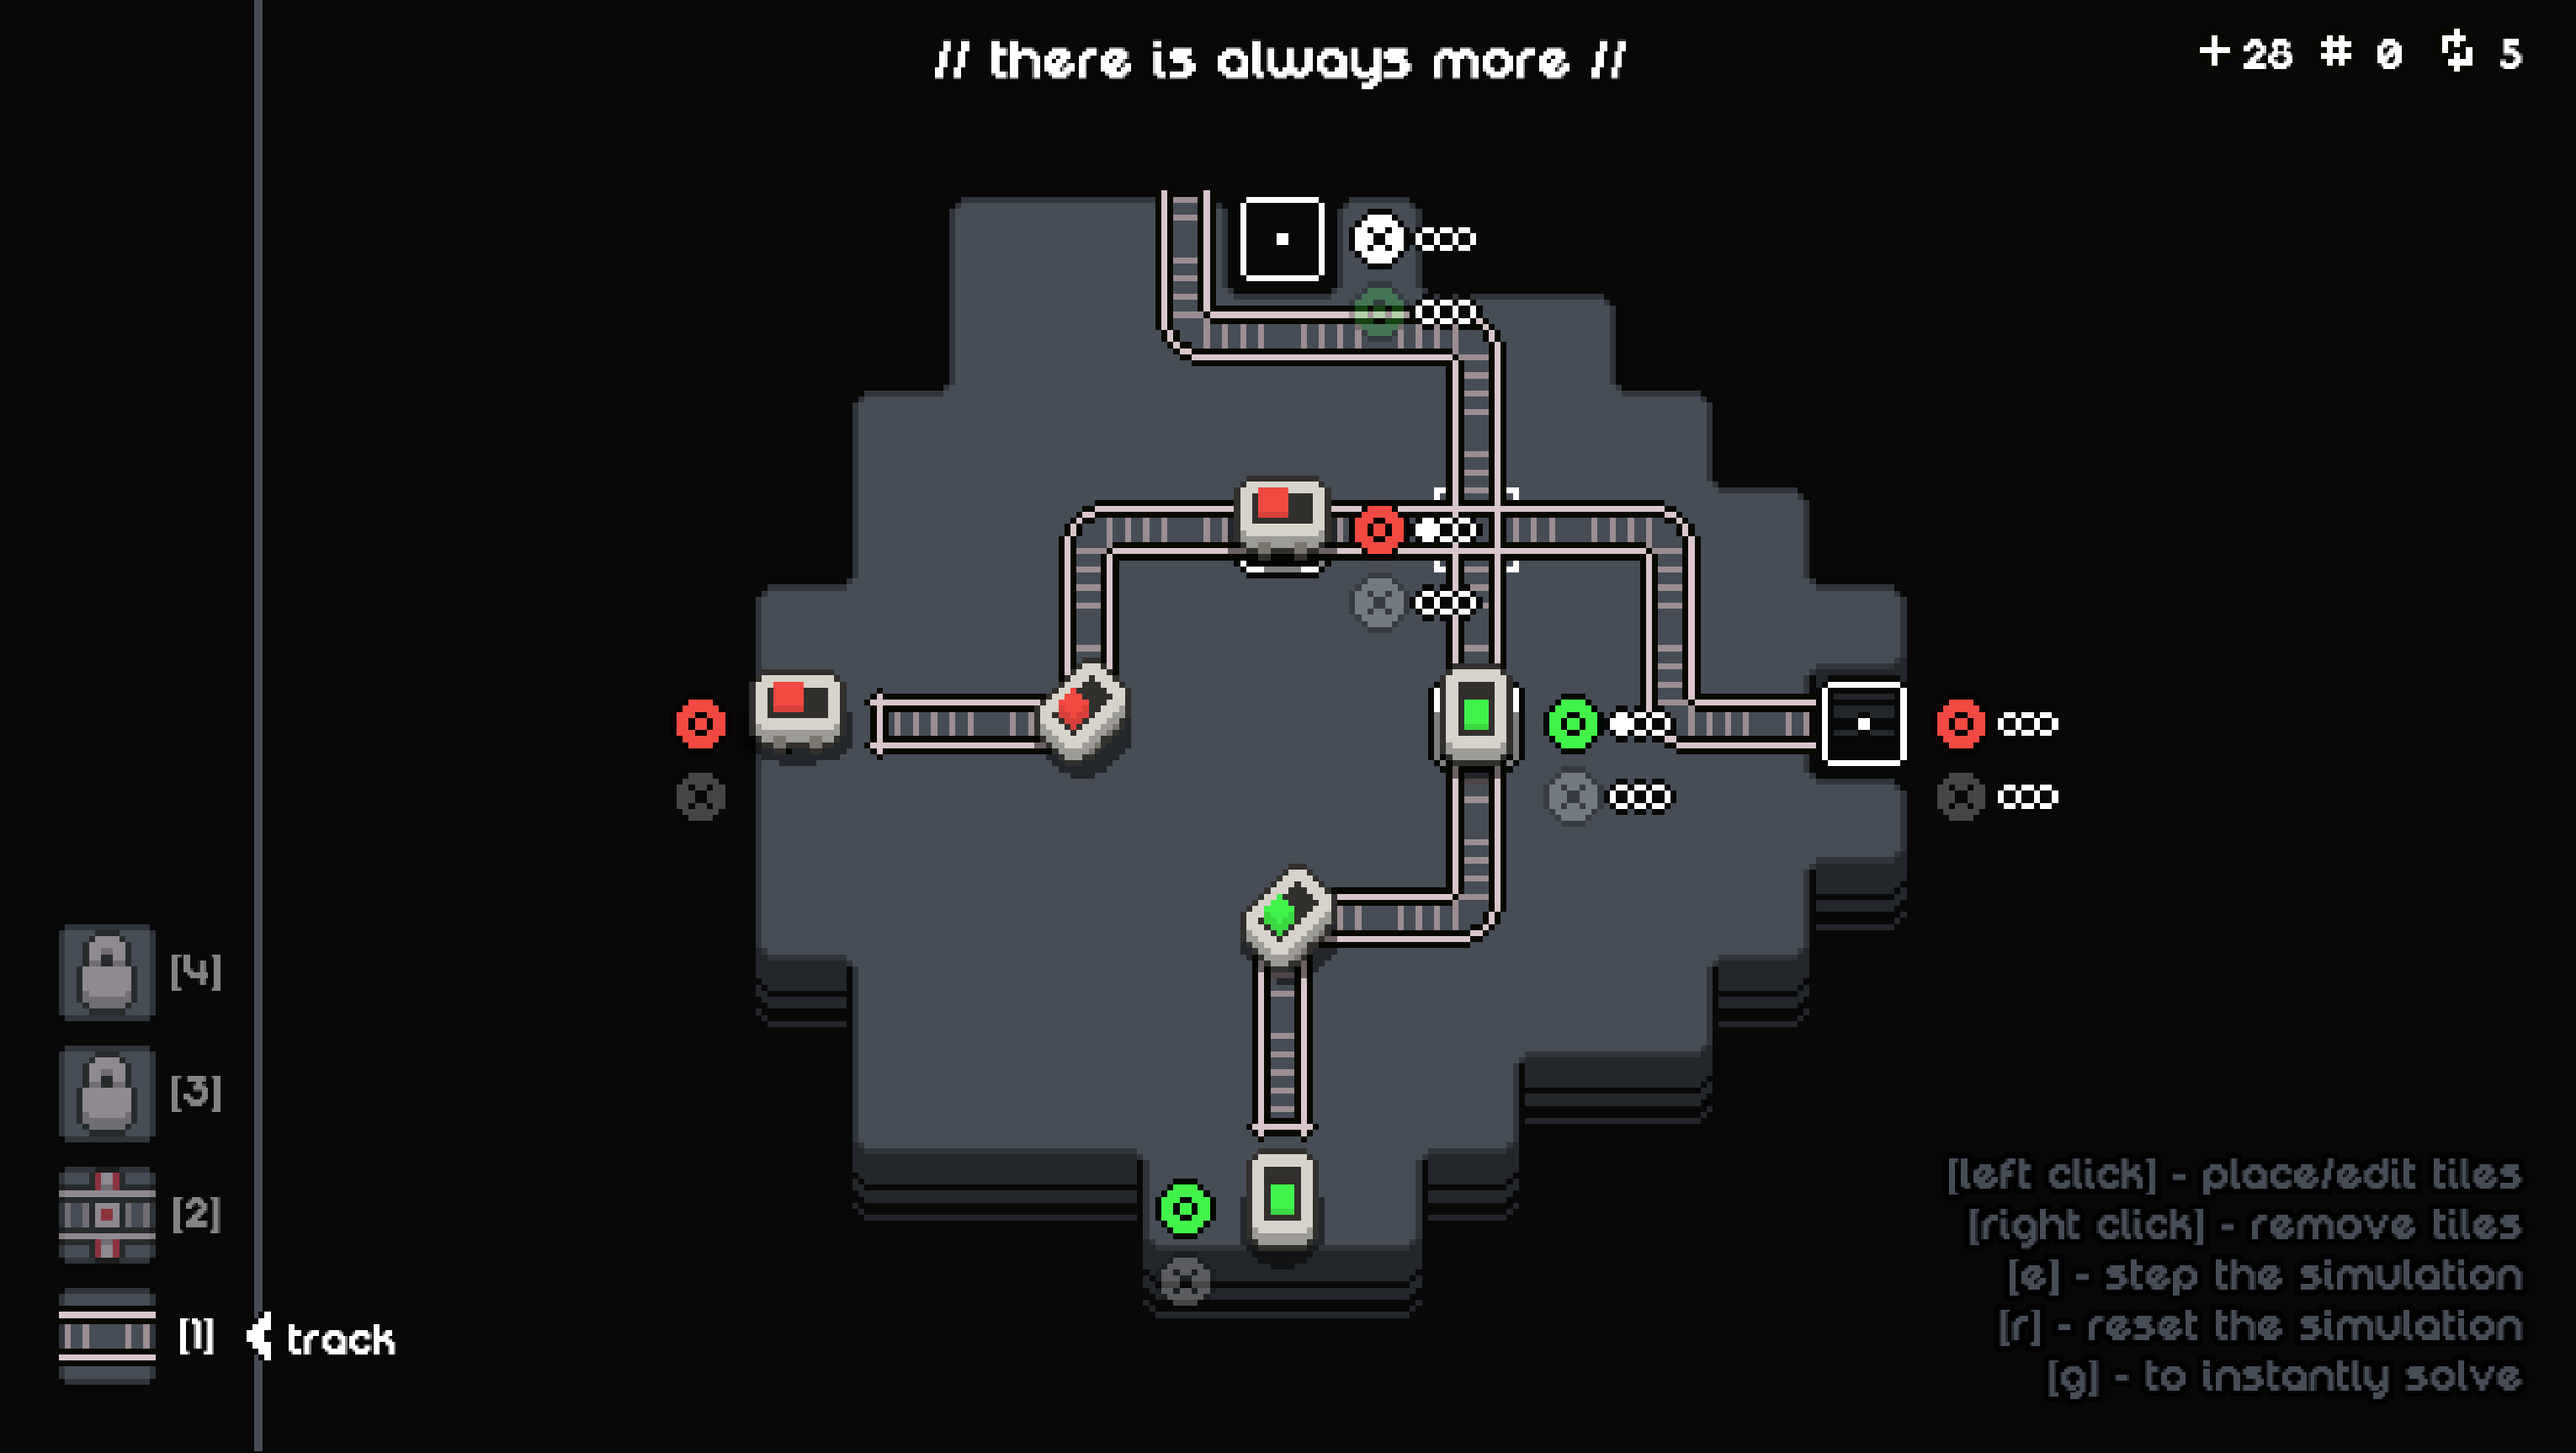 // there is always more //
+ 28 # 0 5
[4]
[3]
[2]
[1] track
[left click] - place/edit tiles
[right click] - remove tiles
[e] - step the simulation
[r] - reset the simulation
[g] - to instantly solve